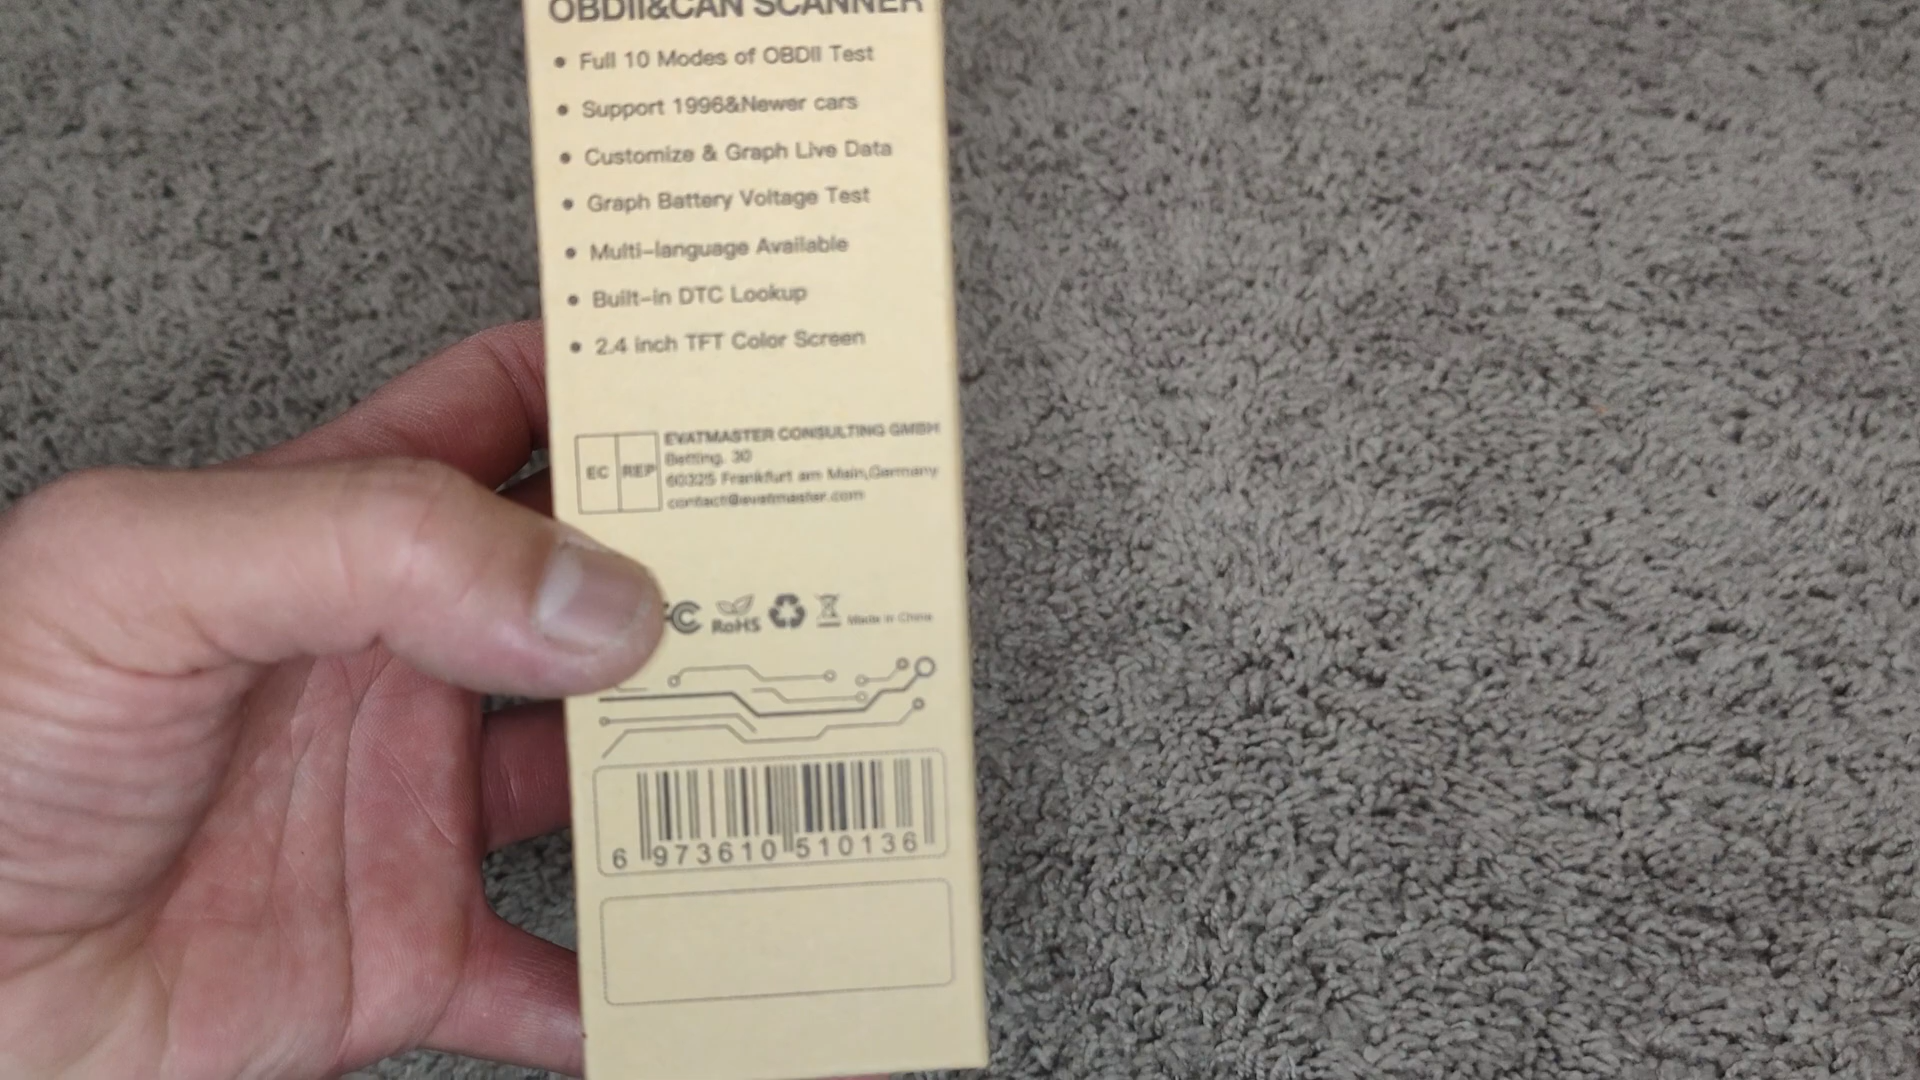 OBDII&CAN SCANNER
• Full 10 Modes of OBDII Test
• Support 1996&Newer cars
• Customize & Graph Live Data
• Graph Battery Voltage Test
• Multi-language Available
• Built-in DTC Lookup
• 2.4 inch TFT Color Screen
EC REP
EVATMASTER CONSULTING GMBH
Betting. 30
60325 Frankfurt am Main,Germany
contact@evatmaster.com
RoHS
Made in China
6 973610 510136